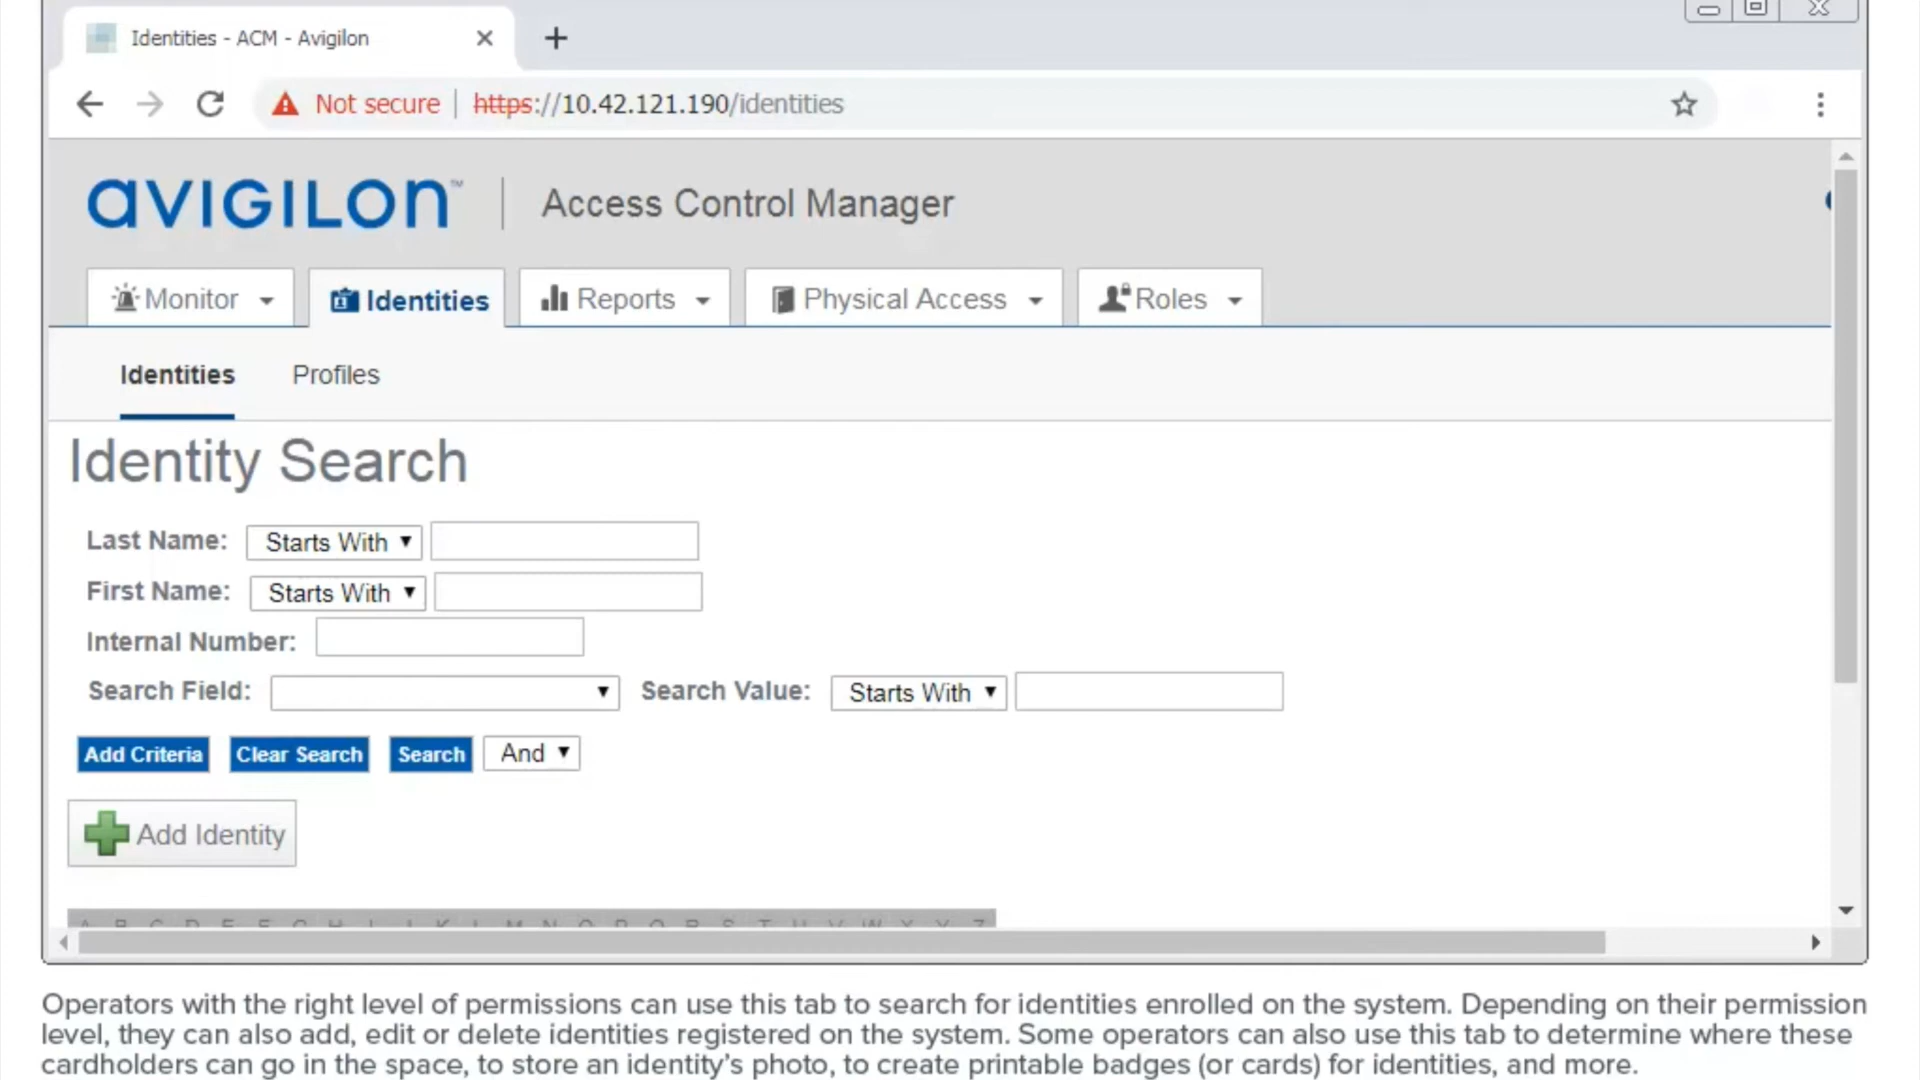 Identities - ACM - Avigilon
Not secure | https://10.42.121.190/identities
avigilon™ | Access Control Manager
Monitor Identities Reports Physical Access Roles
Identities Profiles
Identity Search
Last Name: Starts With
First Name: Starts With
Internal Number:
Search Field: Search Value: Starts With
Add Criteria Clear Search Search And
Add Identity
A B C D E F G H I J K L M N O P Q R S T U V W X Y Z
Operators with the right level of permissions can use this tab to search for identities enrolled on the system. Depending on their permission
level, they can also add, edit or delete identities registered on the system. Some operators can also use this tab to determine where these
cardholders can go in the space, to store an identity's photo, to create printable badges (or cards) for identities, and more.